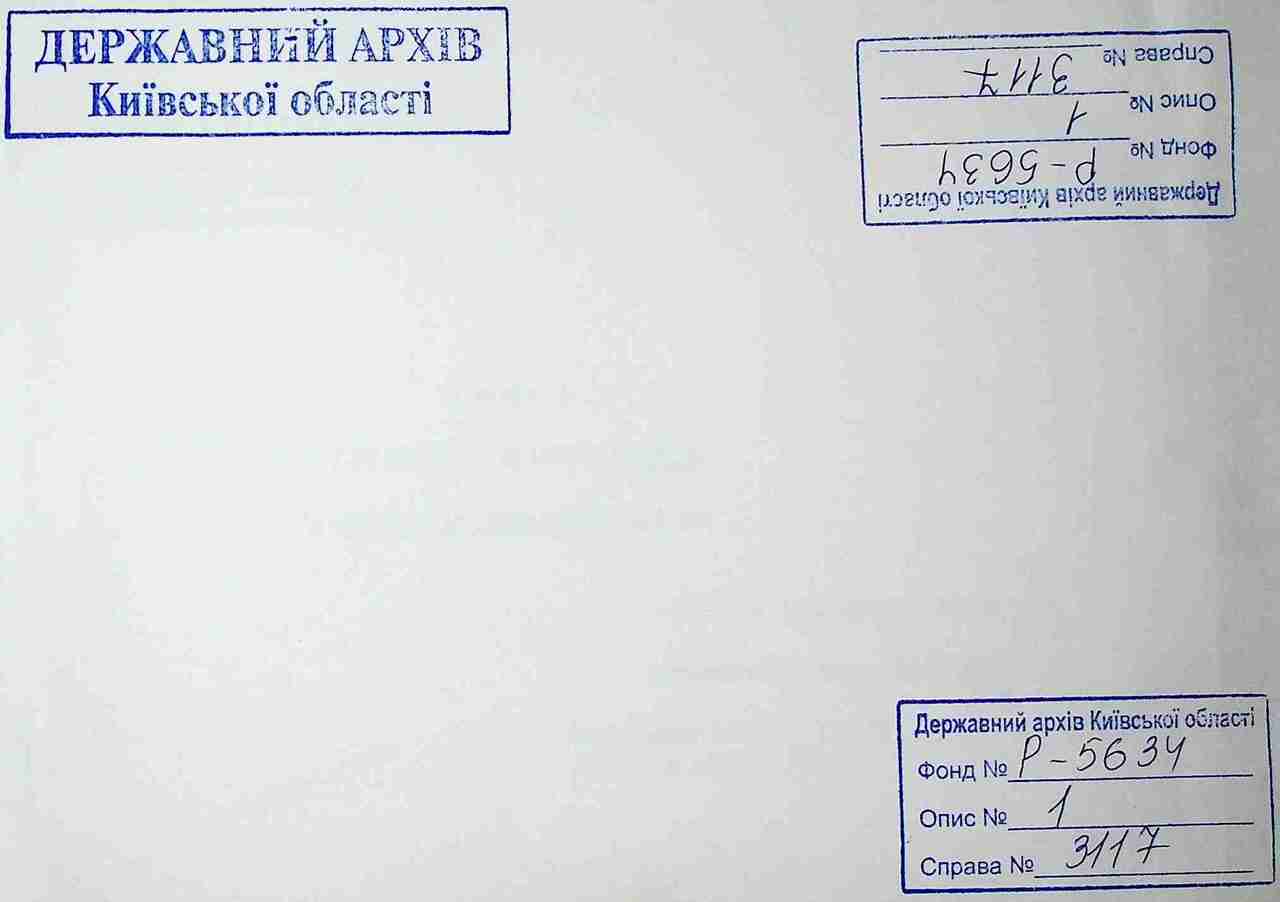 ДЕРЖАВНИЙ АРХІВ
Київської області
Державний архів Київської області
Фонд № Р-5634
Опис № 1
Справа № 3117
Державний архів Київської області
Фонд № Р-5634
Опис № 1
Справа № 3117